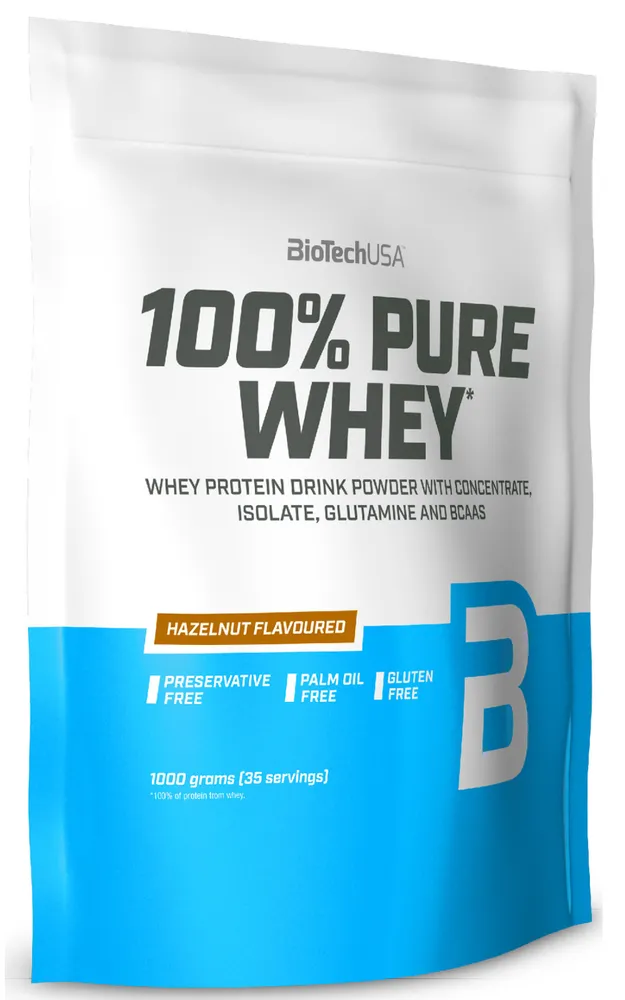 BioTechUSA™
100% PURE
WHEY*
WHEY PROTEIN DRINK POWDER WITH CONCENTRATE,
ISOLATE, GLUTAMINE AND BCAAS
HAZELNUT FLAVOURED
PRESERVATIVE
FREE
PALM OIL
FREE
GLUTEN
FREE
B
1000 grams (35 servings)
*100% of protein from whey.